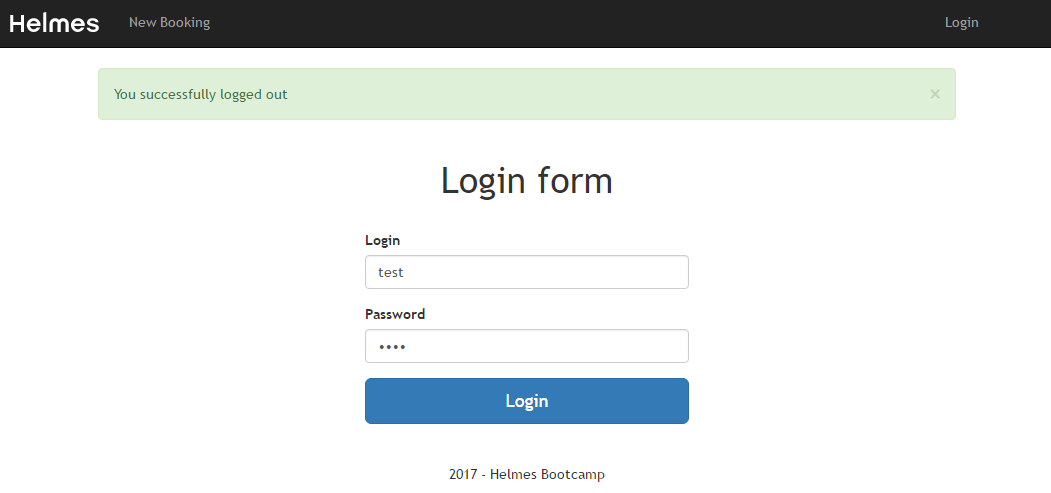 Helmes New Booking Login
You successfully logged out ×
Login form
Login
test
Password
••••
Login
2017 - Helmes Bootcamp